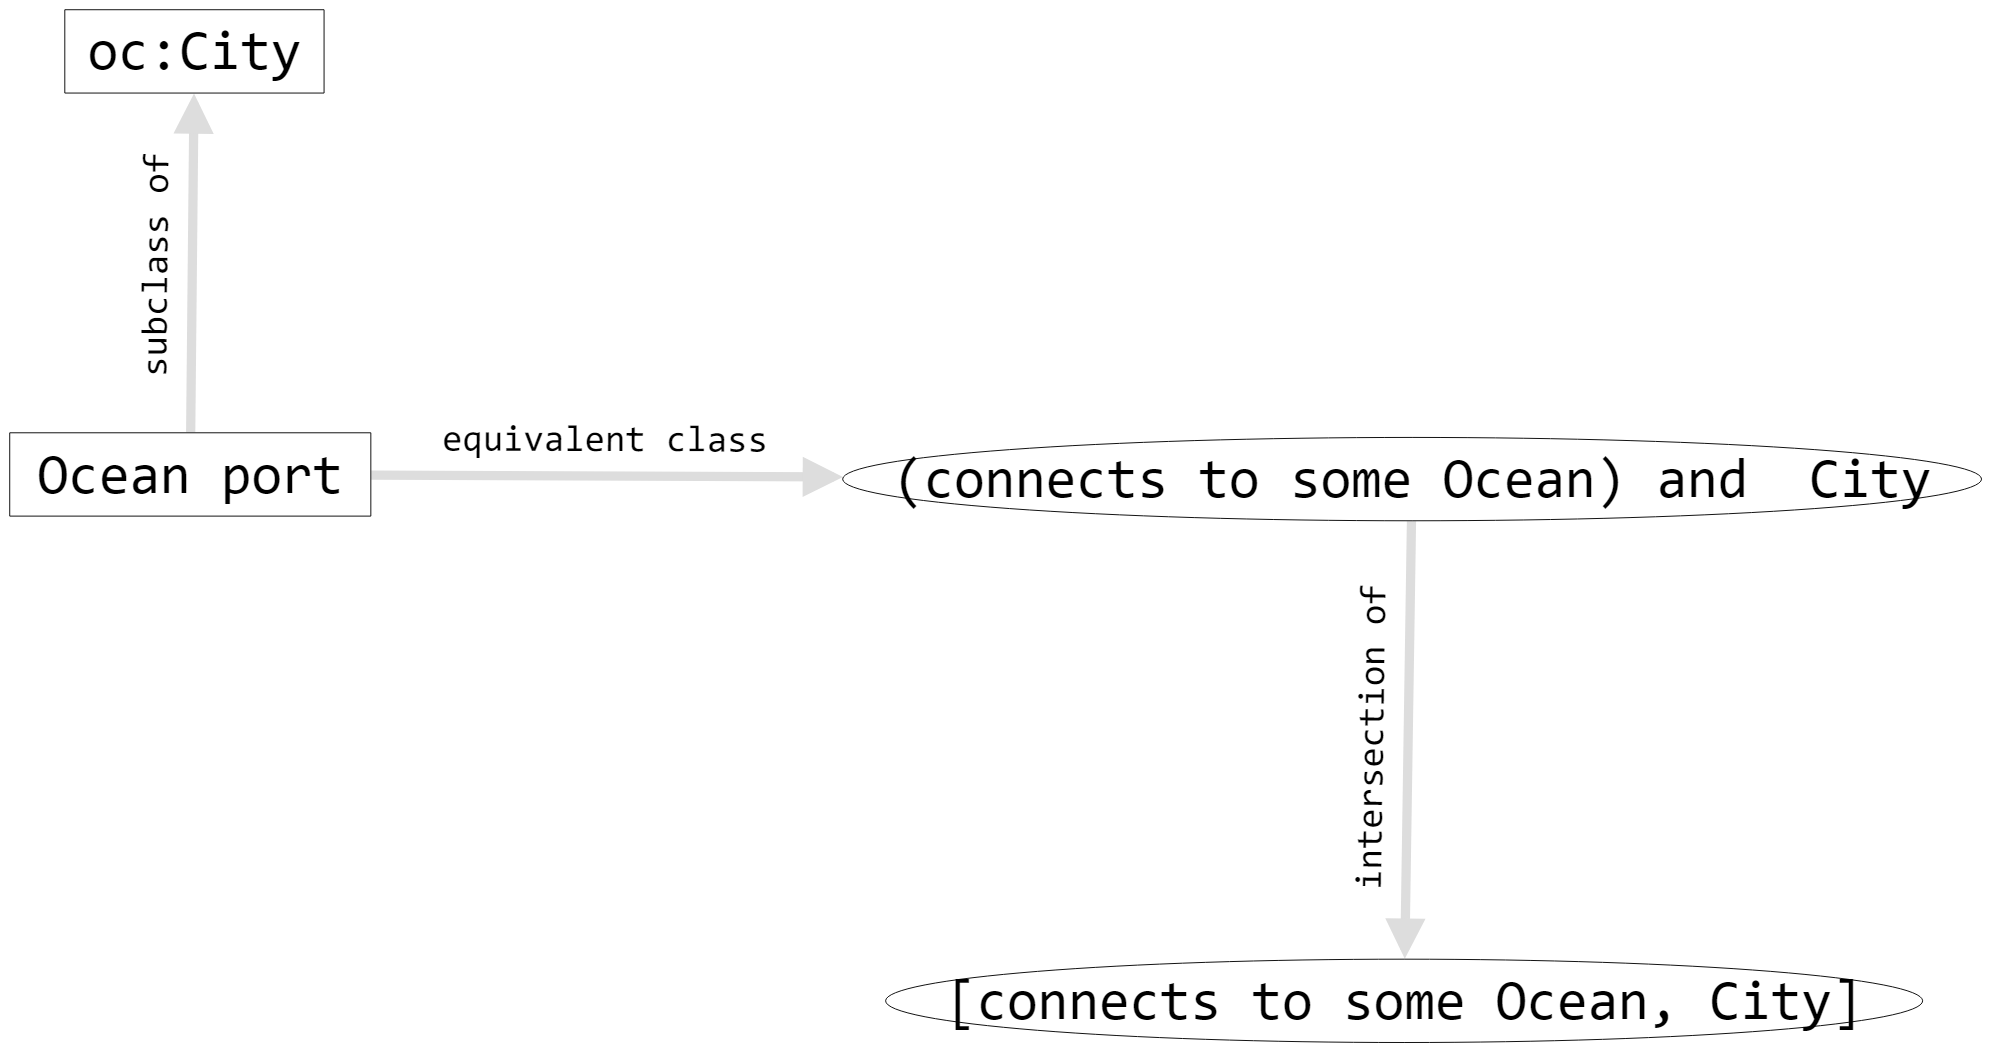 oc:City
subclass of
Ocean port
equivalent class
(connects to some Ocean) and  City
intersection of
[connects to some Ocean, City]